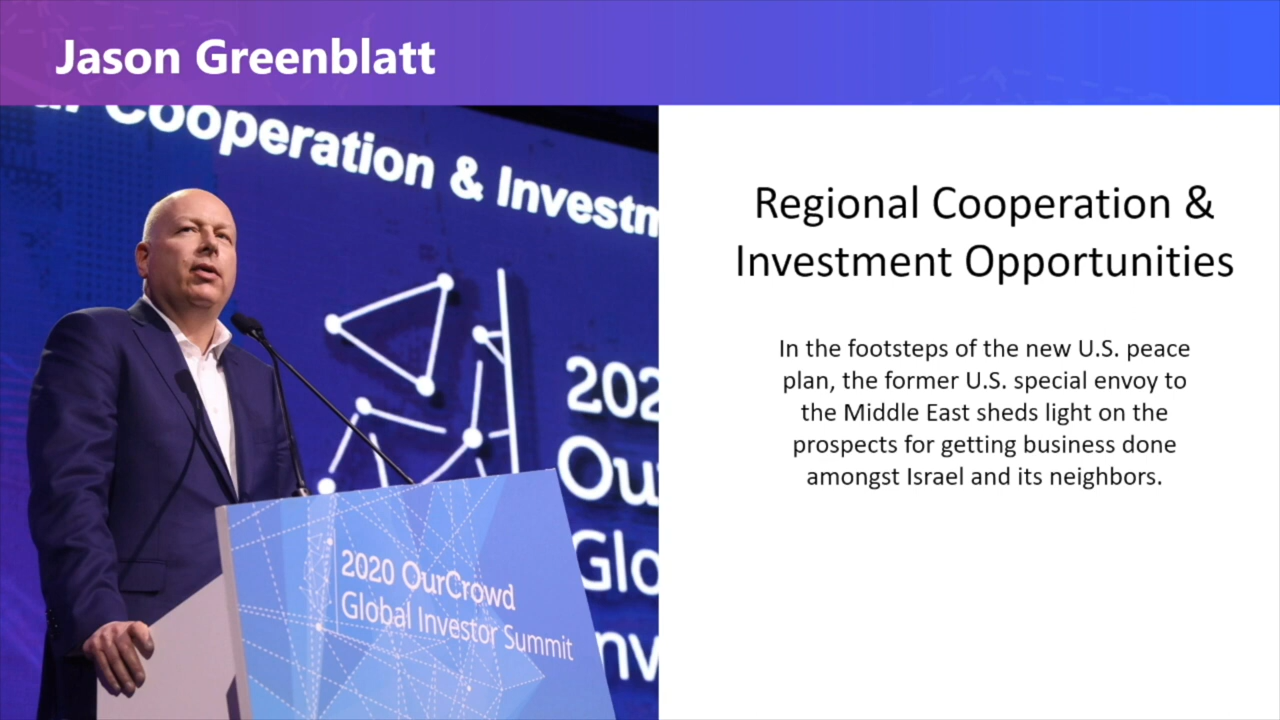 Jason Greenblatt
Cooperation & Investm
Regional Cooperation &
Investment Opportunities
In the footsteps of the new U.S. peace
plan, the former U.S. special envoy to
the Middle East sheds light on the
prospects for getting business done
amongst Israel and its neighbors.
202
Ou
Glo
nv
2020 OurCrowd
Global Investor Summit